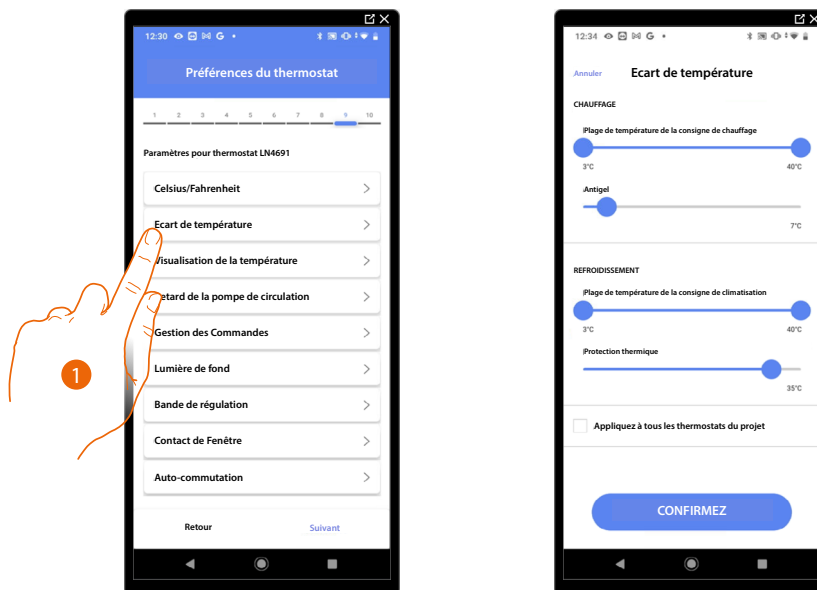 12:30 G
Préférences du thermostat
1 2 3 4 5 6 7 8 9 10
Paramètres pour thermostat LN4691
Celsius/Fahrenheit
Ecart de température
Visualisation de la température
etard de la pompe de circulation
Gestion des Commandes
Lumière de fond
Bande de régulation
Contact de Fenêtre
Auto-commutation
Retour Suivant
1
12:34 G
Annuler Ecart de température
CHAUFFAGE
Plage de température de la consigne de chauffage
3°C 40°C
Antigel
7°C
REFROIDISSEMENT
Plage de température de la consigne de climatisation
3°C 40°C
Protection thermique
35°C
Appliquez à tous les thermostats du projet
CONFIRMEZ